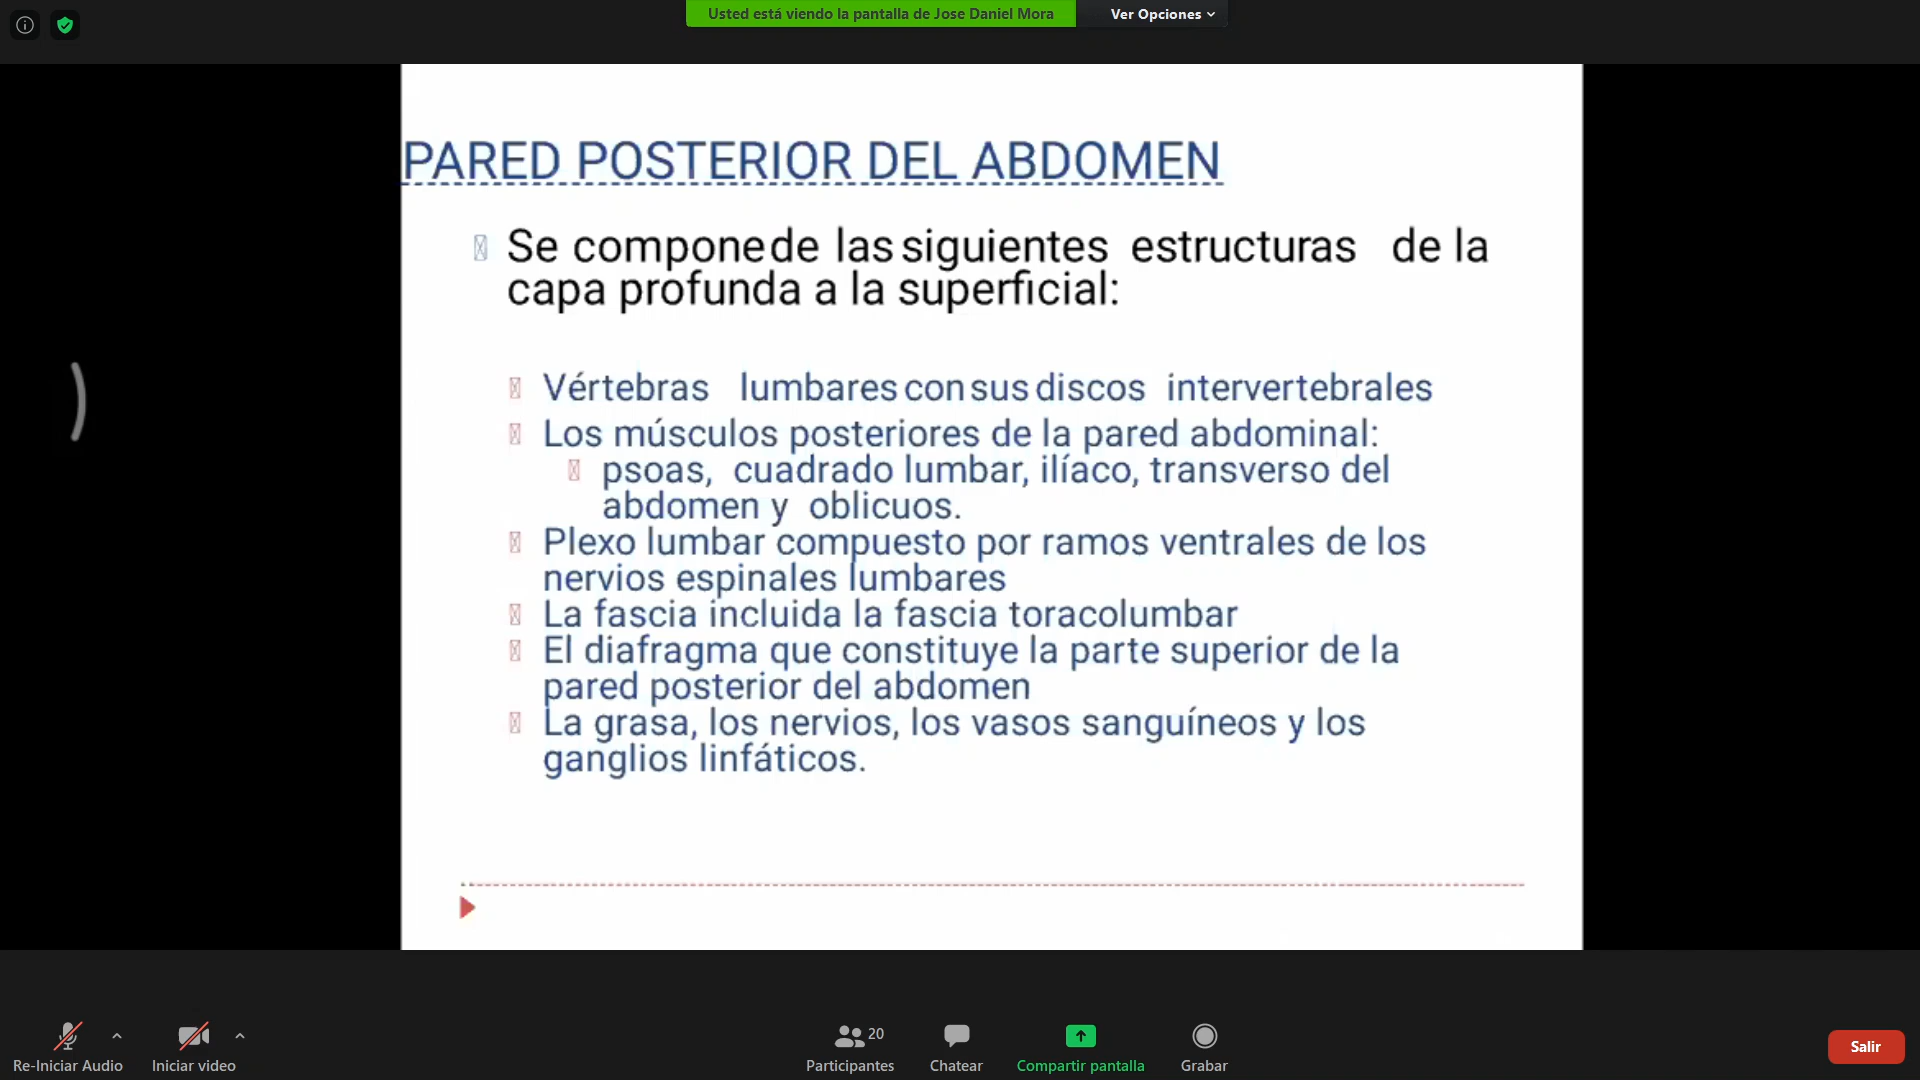 Usted está viendo la pantalla de Jose Daniel Mora
Ver Opciones
PARED POSTERIOR DEL ABDOMEN
Se componede las siguientes estructuras de la
capa profunda a la superficial:
Vértebras lumbares con sus discos intervertebrales
Los músculos posteriores de la pared abdominal:
psoas, cuadrado lumbar, ilíaco, transverso del
abdomen y oblicuos.
Plexo lumbar compuesto por ramos ventrales de los
nervios espinales lumbares
La fascia incluida la fascia toracolumbar
El diafragma que constituye la parte superior de la
pared posterior del abdomen
La grasa, los nervios, los vasos sanguíneos y los
ganglios linfáticos.
)
Re-Iniciar Audio
Iniciar video
20
Participantes
Chatear
Compartir pantalla
Grabar
Salir